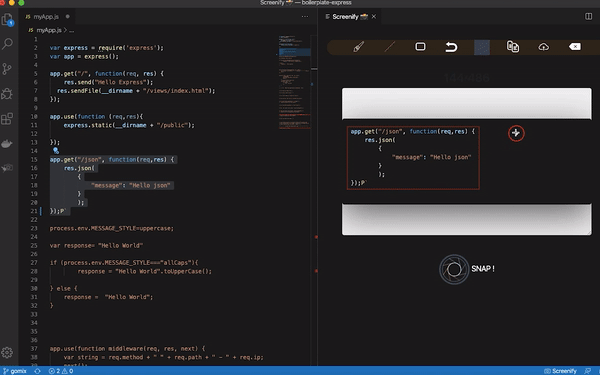 Screenify — boilerplate-express
myApp.js
myApp.js > ...
1
2 var express = require('express');
3 var app = express();
4
5 app.get("/", function(req, res) {
6 res.send("Hello Express");
7 res.sendFile(__dirname + "/views/index.html");
8 });
9
10 app.use(function (req,res){
11 express.static(__dirname + "/public");
12
13 });
14
15 app.get("/json", function(req,res) {
16 res.json(
17 {
18 "message": "Hello json"
19 }
20 );
21 });P`
22
23 process.env.MESSAGE_STYLE=uppercase;
24
25 var response= "Hello World"
26
27 if (process.env.MESSAGE_STYLE==="allCaps"){
28 response = "Hello World".toUpperCase();
29
30 } else {
31 response = "Hello World";
32 }
33
34
35
36
37 app.use(function middleware(req, res, next) {
38 var string = req.method + " " + req.path + " - " + req.ip;
next();
gomix
2 0
Screenify
app.get("/json", function(req,res) {
res.json(
{
"message": "Hello json"
}
);
});P`
SNAP !
Screenify